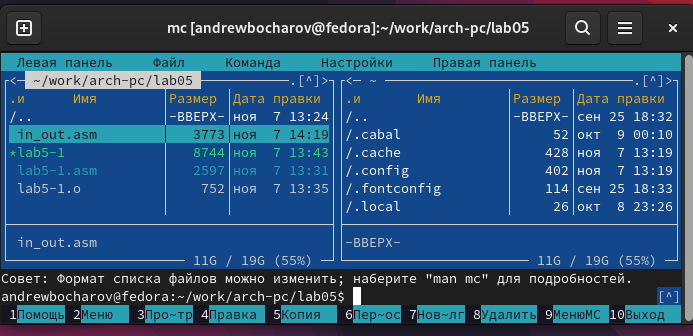 mc [andrewbocharov@fedora]:~/work/arch-pc/lab05
Левая панель Файл Команда Настройки Правая панель
<─ ~/work/arch-pc/lab05 ─.[^]>
.и Имя Размер Дата правки
/.. -ВВЕРХ- ноя 7 13:24
in_out.asm 3773 ноя 7 14:19
*lab5-1 8744 ноя 7 13:43
lab5-1.asm 2597 ноя 7 13:31
lab5-1.o 752 ноя 7 13:35
in_out.asm
11G / 19G (55%)
<─ ~ ─.[^]>
.и Имя Размер Дата правки
/.. -ВВЕРХ- сен 25 18:32
/.cabal 52 окт 9 00:10
/.cache 428 ноя 7 13:19
/.config 402 ноя 7 13:19
/.fontconfig 114 сен 25 18:33
/.local 26 окт 8 23:26
-ВВЕРХ-
11G / 19G (55%)
Совет: Формат списка файлов можно изменить; наберите "man mc" для подробностей.
andrewbocharov@fedora:~/work/arch-pc/lab05$ [^]
1Помощь 2Меню 3Про~тр 4Правка 5Копия 6Пер~ос 7Нов~лг 8Удалить 9МенюМС 10Выход